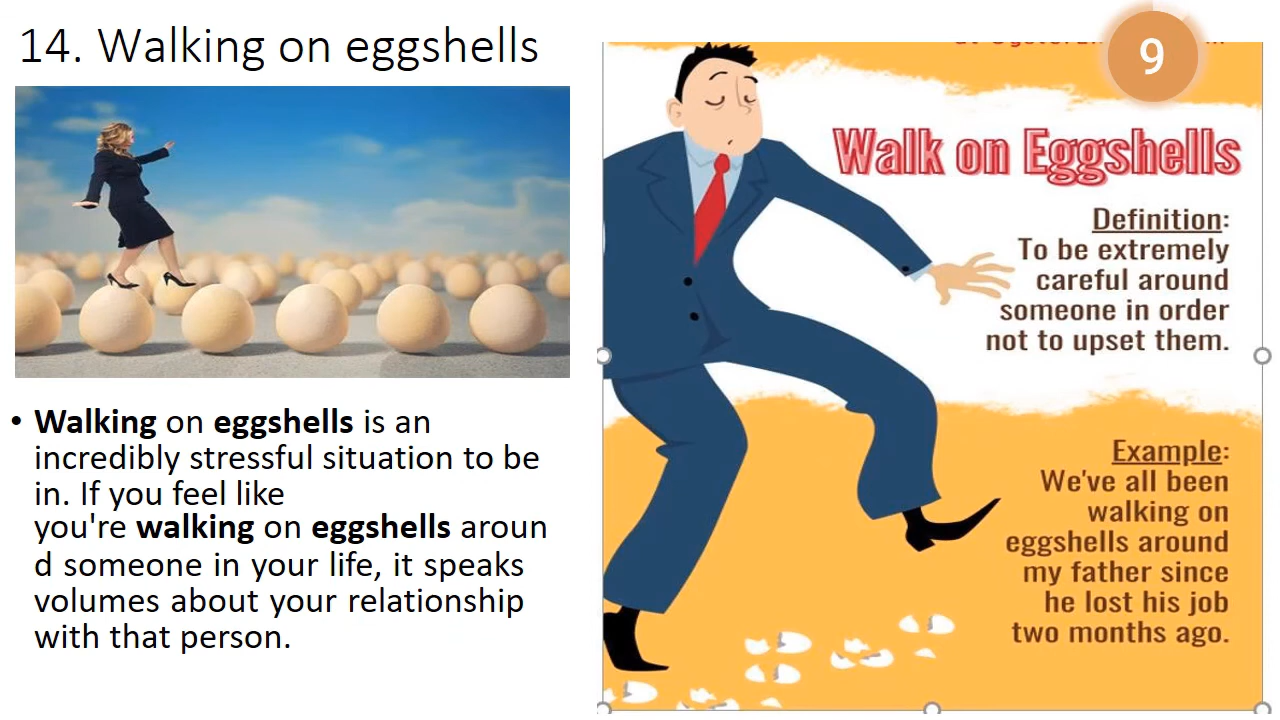 14. Walking on eggshells
• Walking on eggshells is an
incredibly stressful situation to be
in. If you feel like
you're walking on eggshells aroun
d someone in your life, it speaks
volumes about your relationship
with that person.
9
Walk on Eggshells
Definition:
To be extremely
careful around
someone in order
not to upset them.
Example:
We've all been
walking on
eggshells around
my father since
he lost his job
two months ago.